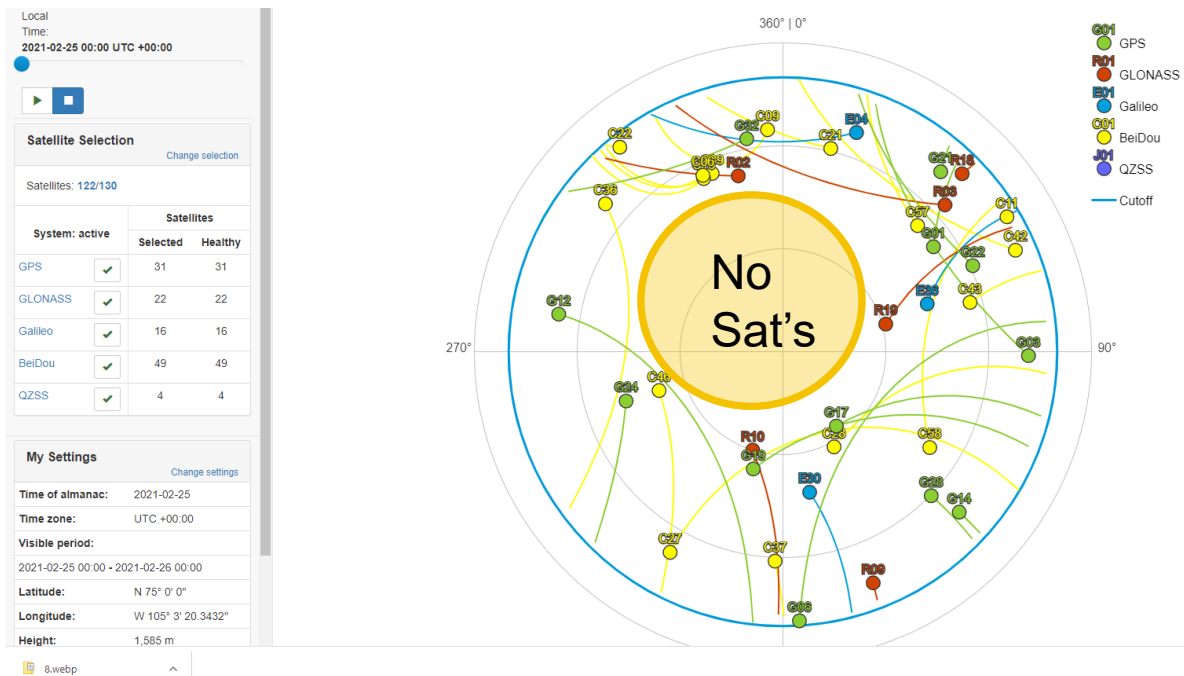 Local
Time:
2021-02-25 00:00 UTC +00:00
Satellite Selection
Change selection
Satellites: 122/130
System: active
Satellites
Selected Healthy
GPS 31 31
GLONASS 22 22
Galileo 16 16
BeiDou 49 49
QZSS 4 4
My Settings
Change settings
Time of almanac: 2021-02-25
Time zone: UTC +00:00
Visible period:
2021-02-25 00:00 - 2021-02-26 00:00
Latitude: N 75° 0' 0"
Longitude: W 105° 3' 20.3432"
Height: 1,585 m
8.webp
360° | 0°
C22
G32
C09
C21
E04
R02
G21
R18
C36
R03
C11
C57
G01
C42
G22
G12
E36
C43
R19
G03
270°
90°
No
Sat's
G24
C46
G17
R10
C28
C58
G19
E30
G28
G14
C27
C37
R09
G08
G01
GPS
R01
GLONASS
E01
Galileo
C01
BeiDou
J01
QZSS
Cutoff